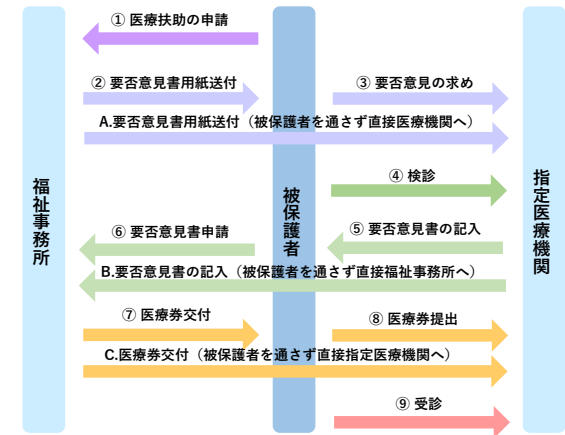 ① 医療扶助の申請
② 要否意見書用紙送付
③ 要否意見の求め
A.要否意見書用紙送付（被保護者を通さず直接医療機関へ）
④ 検診
福祉事務所
被保護者
指定医療機関
⑤ 要否意見書の記入
⑥ 要否意見書申請
B.要否意見書の記入（被保護者を通さず直接福祉事務所へ）
⑦ 医療券交付
⑧ 医療券提出
C.医療券交付（被保護者を通さず直接指定医療機関へ）
⑨ 受診